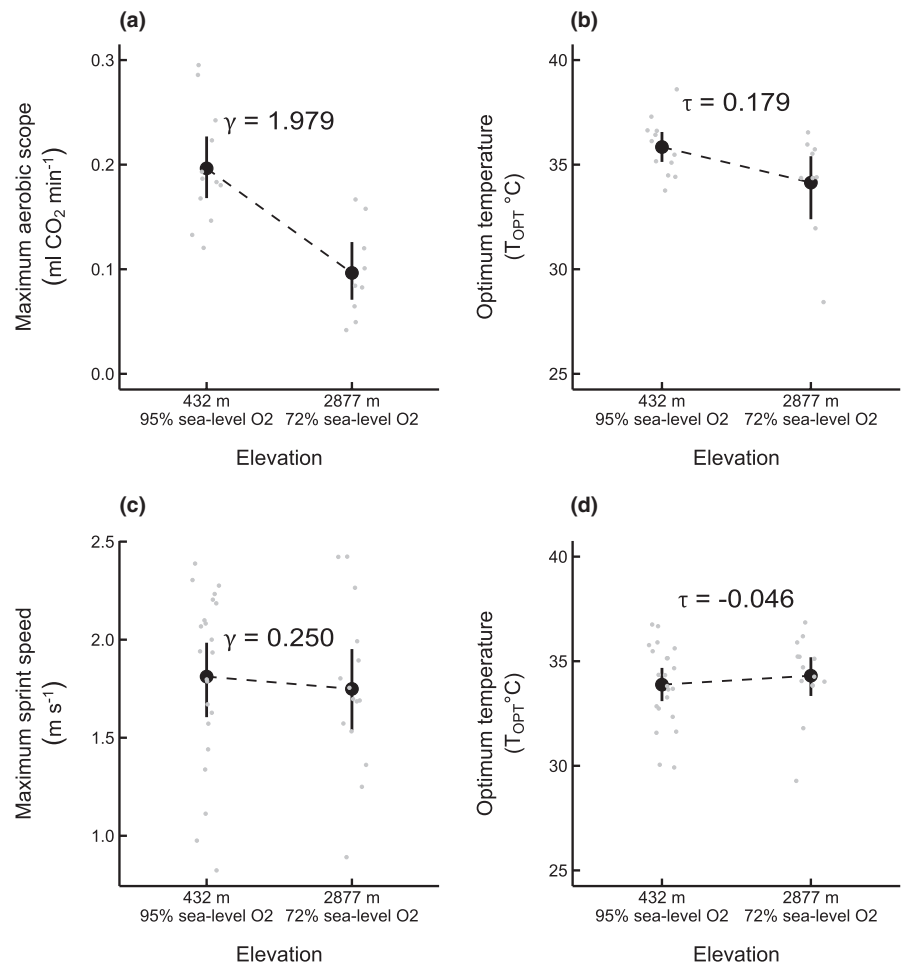 (a)
Maximum aerobic scope
(ml CO₂ min⁻¹)
0.3
0.2
0.1
0.0
γ = 1.979
432 m
95% sea-level O2
2877 m
72% sea-level O2
Elevation
(b)
Optimum temperature
(T_OPT °C)
40
35
30
25
τ = 0.179
432 m
95% sea-level O2
2877 m
72% sea-level O2
Elevation
(c)
Maximum sprint speed
(m s⁻¹)
2.5
2.0
1.5
1.0
γ = 0.250
432 m
95% sea-level O2
2877 m
72% sea-level O2
Elevation
(d)
Optimum temperature
(T_OPT°C)
40
35
30
25
τ = -0.046
432 m
95% sea-level O2
2877 m
72% sea-level O2
Elevation